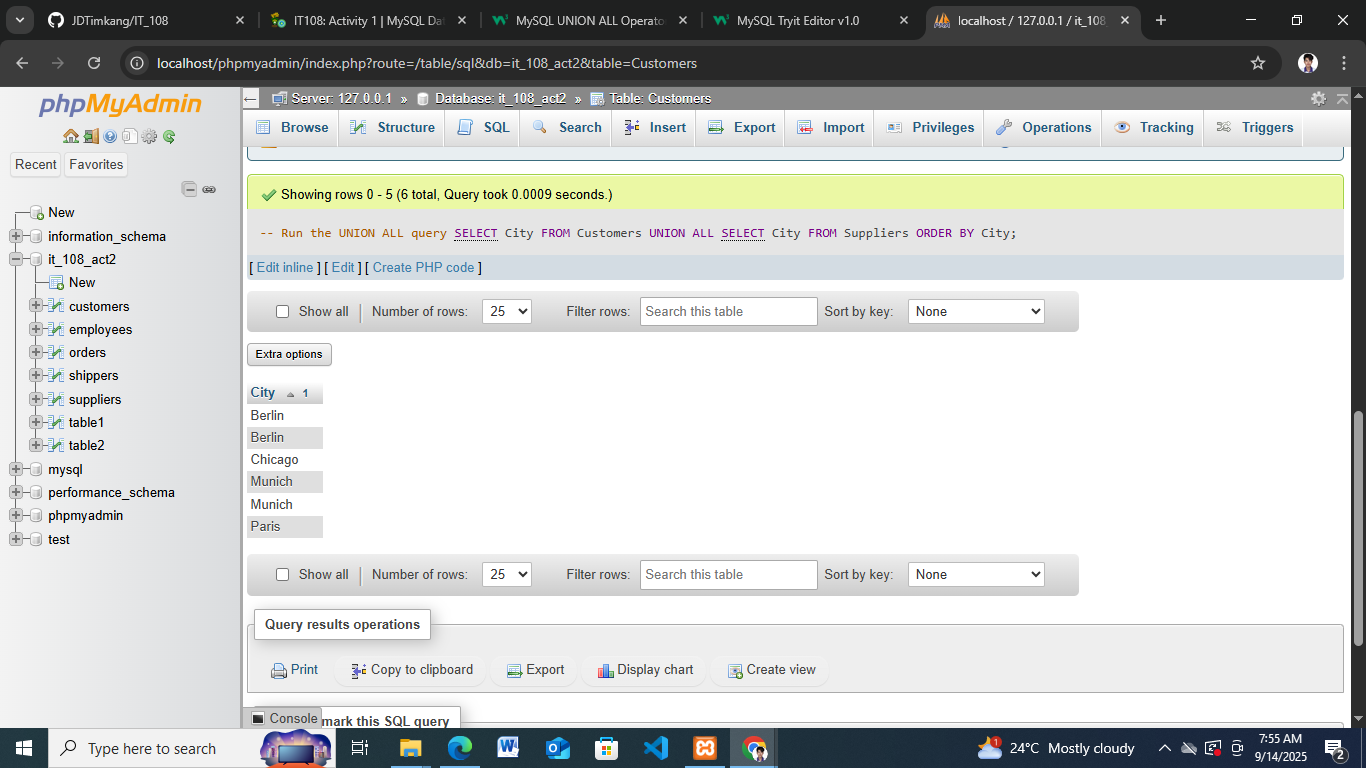 JDTimkang/IT_108
IT108: Activity 1 | MySQL Dat
MySQL UNION ALL Operato
MySQL Tryit Editor v1.0
localhost / 127.0.0.1 / it_108
localhost/phpmyadmin/index.php?route=/table/sql&db=it_108_act2&table=Customers
phpMyAdmin
Recent
Favorites
New
information_schema
it_108_act2
New
customers
employees
orders
shippers
suppliers
table1
table2
mysql
performance_schema
phpmyadmin
test
Server: 127.0.0.1 » Database: it_108_act2 » Table: Customers
Browse
Structure
SQL
Search
Insert
Export
Import
Privileges
Operations
Tracking
Triggers
Showing rows 0 - 5 (6 total, Query took 0.0009 seconds.)
-- Run the UNION ALL query SELECT City FROM Customers UNION ALL SELECT City FROM Suppliers ORDER BY City;
[ Edit inline ] [ Edit ] [ Create PHP code ]
Show all | Number of rows: 25 Filter rows: Search this table Sort by key: None
Extra options
City 1
Berlin
Berlin
Chicago
Munich
Munich
Paris
Show all | Number of rows: 25 Filter rows: Search this table Sort by key: None
Query results operations
Print
Copy to clipboard
Export
Display chart
Create view
Console
mark this SQL query
Type here to search
1
24°C Mostly cloudy
7:55 AM
9/14/2025
2